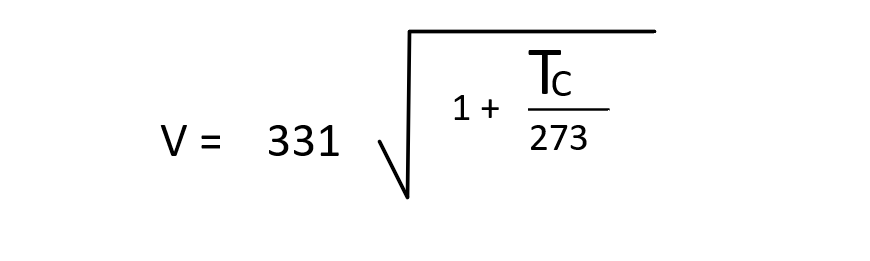 V = 331 √(1 + T_C / 273)